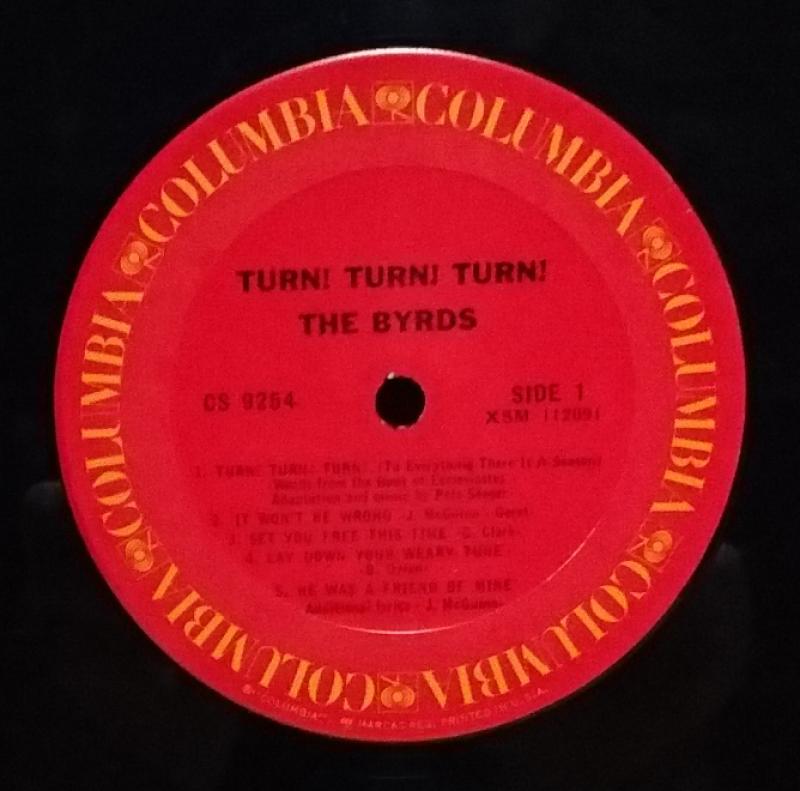 COLUMBIA COLUMBIA COLUMBIA COLUMBIA COLUMBIA COLUMBIA
TURN! TURN! TURN!
THE BYRDS
CS 9254
SIDE 1
XSM 112091
1. TURN! TURN! TURN! (To Everything There Is A Season)
Words from the Book of Ecclesiastes
Adaptation and music by Pete Seeger
2. IT WON'T BE WRONG - J. McGuinn - Gerst
3. SET YOU FREE THIS TIME - G. Clark
4. LAY DOWN YOUR WEARY TUNE
- B. Dylan -
5. HE WAS A FRIEND OF MINE
Additional lyrics - J. McGuinn
"COLUMBIA", MARCAS REG. PRINTED IN U.S.A.